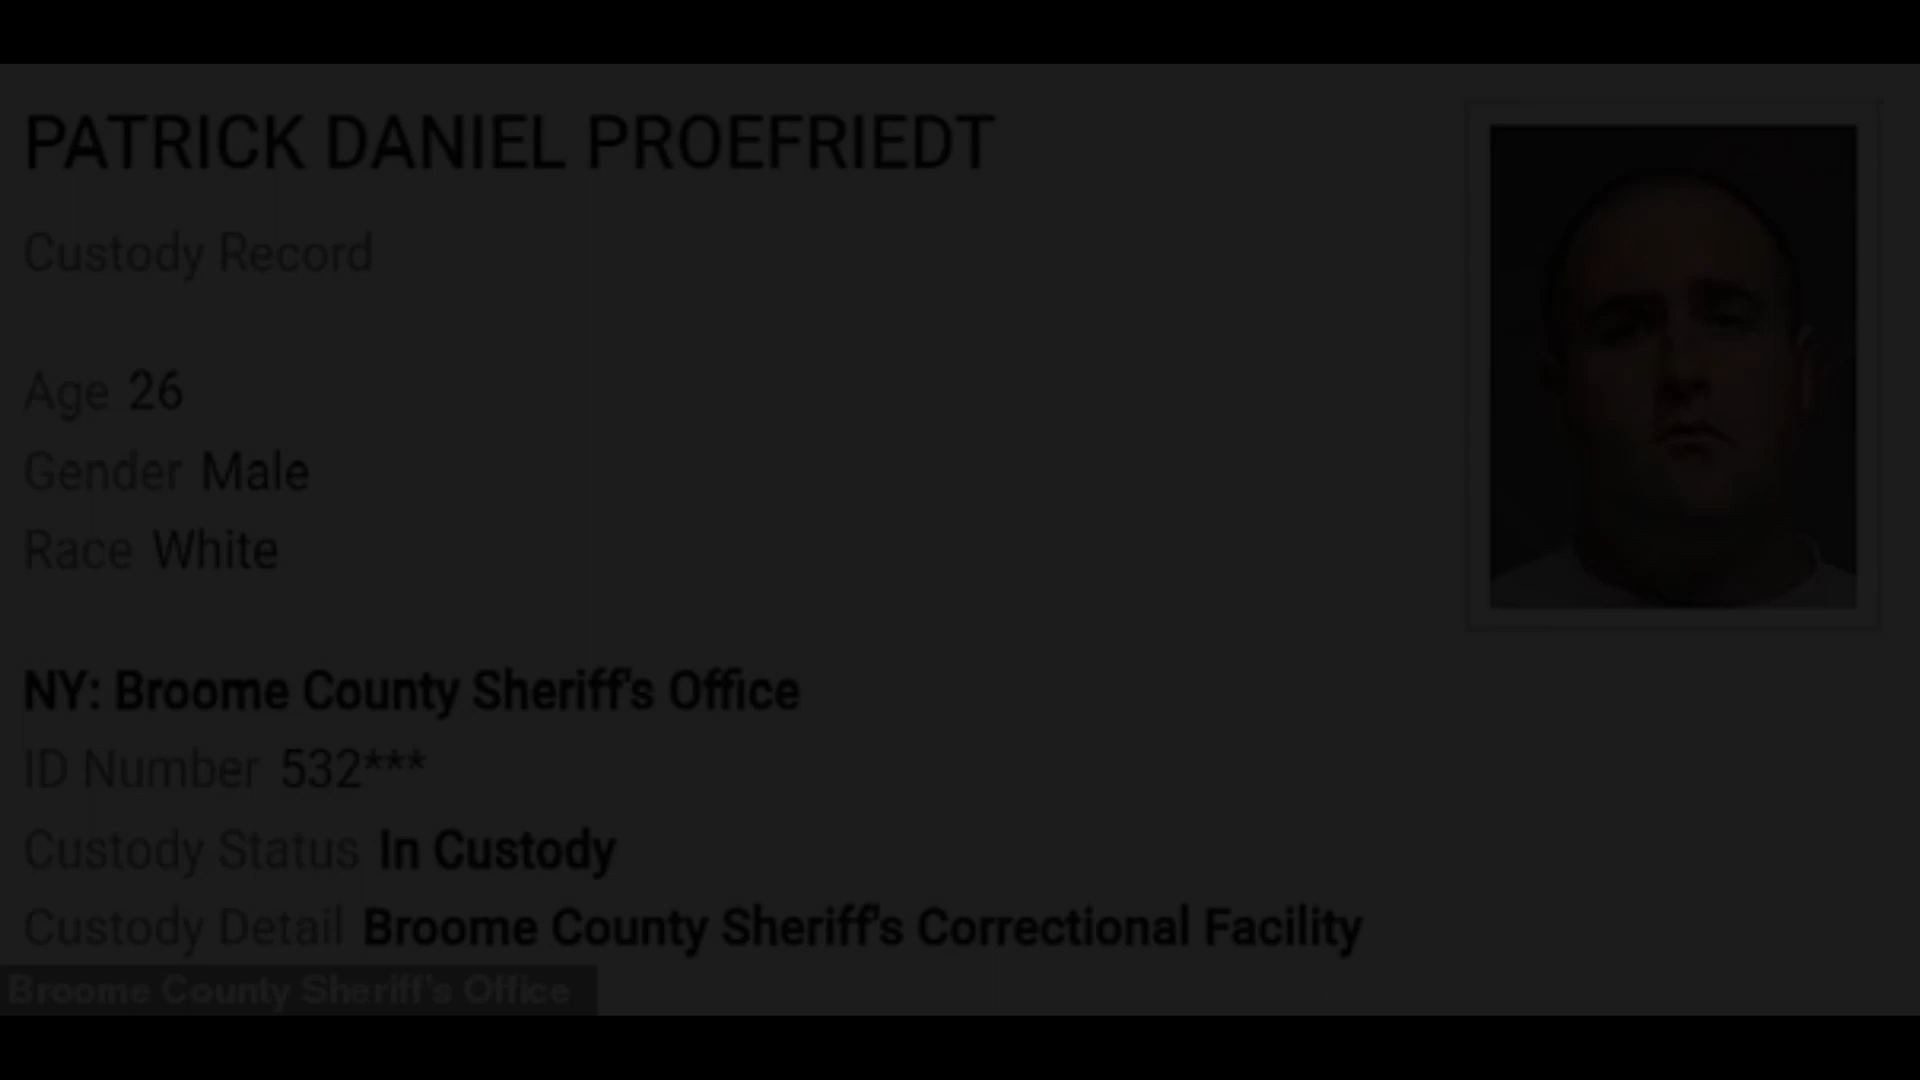 PATRICK DANIEL PROEFRIEDT
Custody Record
Age 26
Gender Male
Race White
NY: Broome County Sheriff's Office
ID Number 532***
Custody Status In Custody
Custody Detail Broome County Sheriff's Correctional Facility
Broome County Sheriff's Office